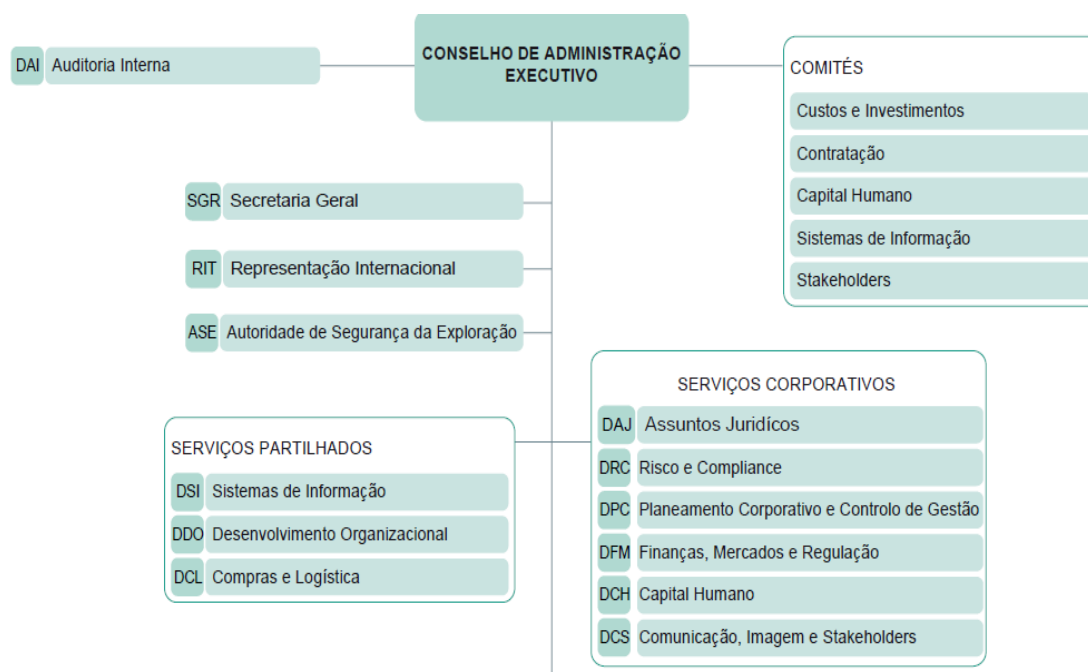 CONSELHO DE ADMINISTRAÇÃO
EXECUTIVO
DAI Auditoria Interna
COMITÉS
Custos e Investimentos
Contratação
Capital Humano
Sistemas de Informação
Stakeholders
SGR Secretaria Geral
RIT Representação Internacional
ASE Autoridade de Segurança da Exploração
SERVIÇOS PARTILHADOS
DSI Sistemas de Informação
DDO Desenvolvimento Organizacional
DCL Compras e Logística
SERVIÇOS CORPORATIVOS
DAJ Assuntos Juridícos
DRC Risco e Compliance
DPC Planeamento Corporativo e Controlo de Gestão
DFM Finanças, Mercados e Regulação
DCH Capital Humano
DCS Comunicação, Imagem e Stakeholders